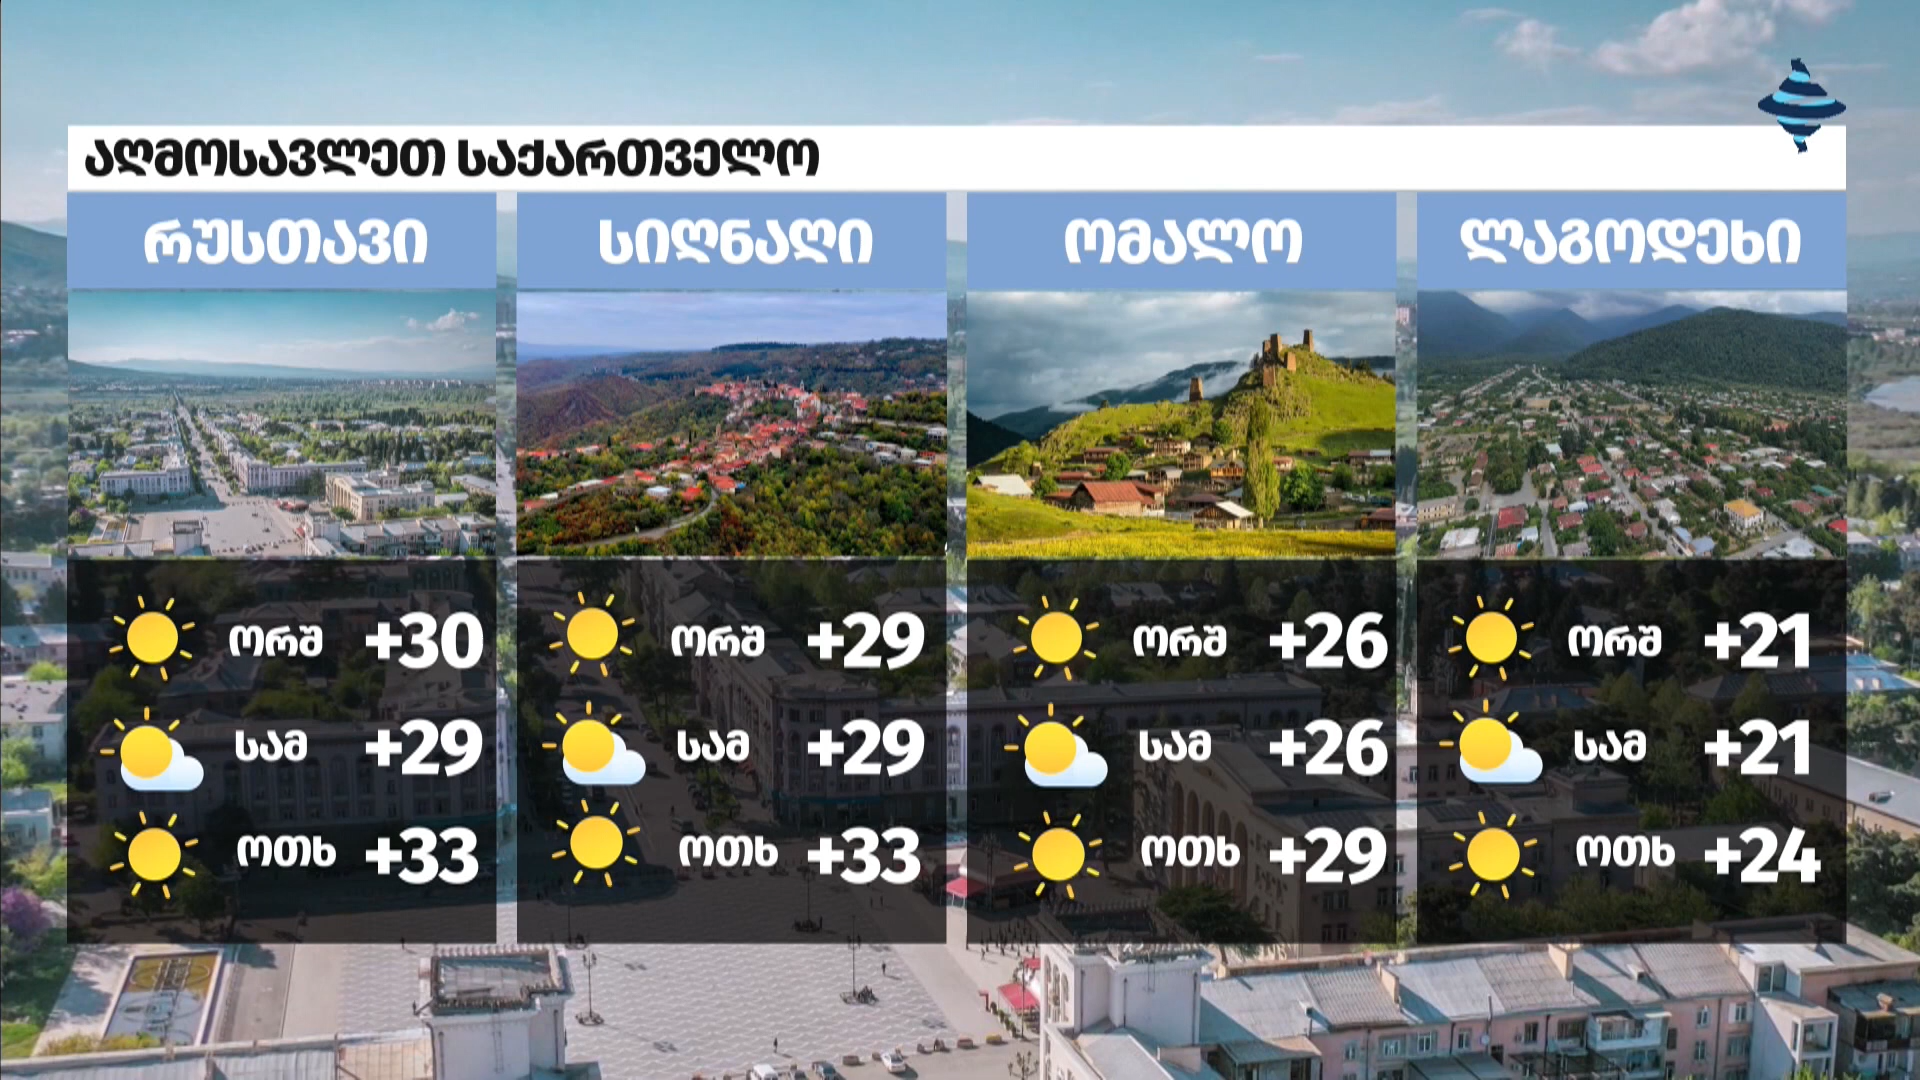 აღმოსავლეთ საქართველო
რუსთავი
ორშ +30
სამ +29
ოთხ +33
სიღნაღი
ორშ +29
სამ +29
ოთხ +33
ომალო
ორშ +26
სამ +26
ოთხ +29
ლაგოდეხი
ორშ +21
სამ +21
ოთხ +24